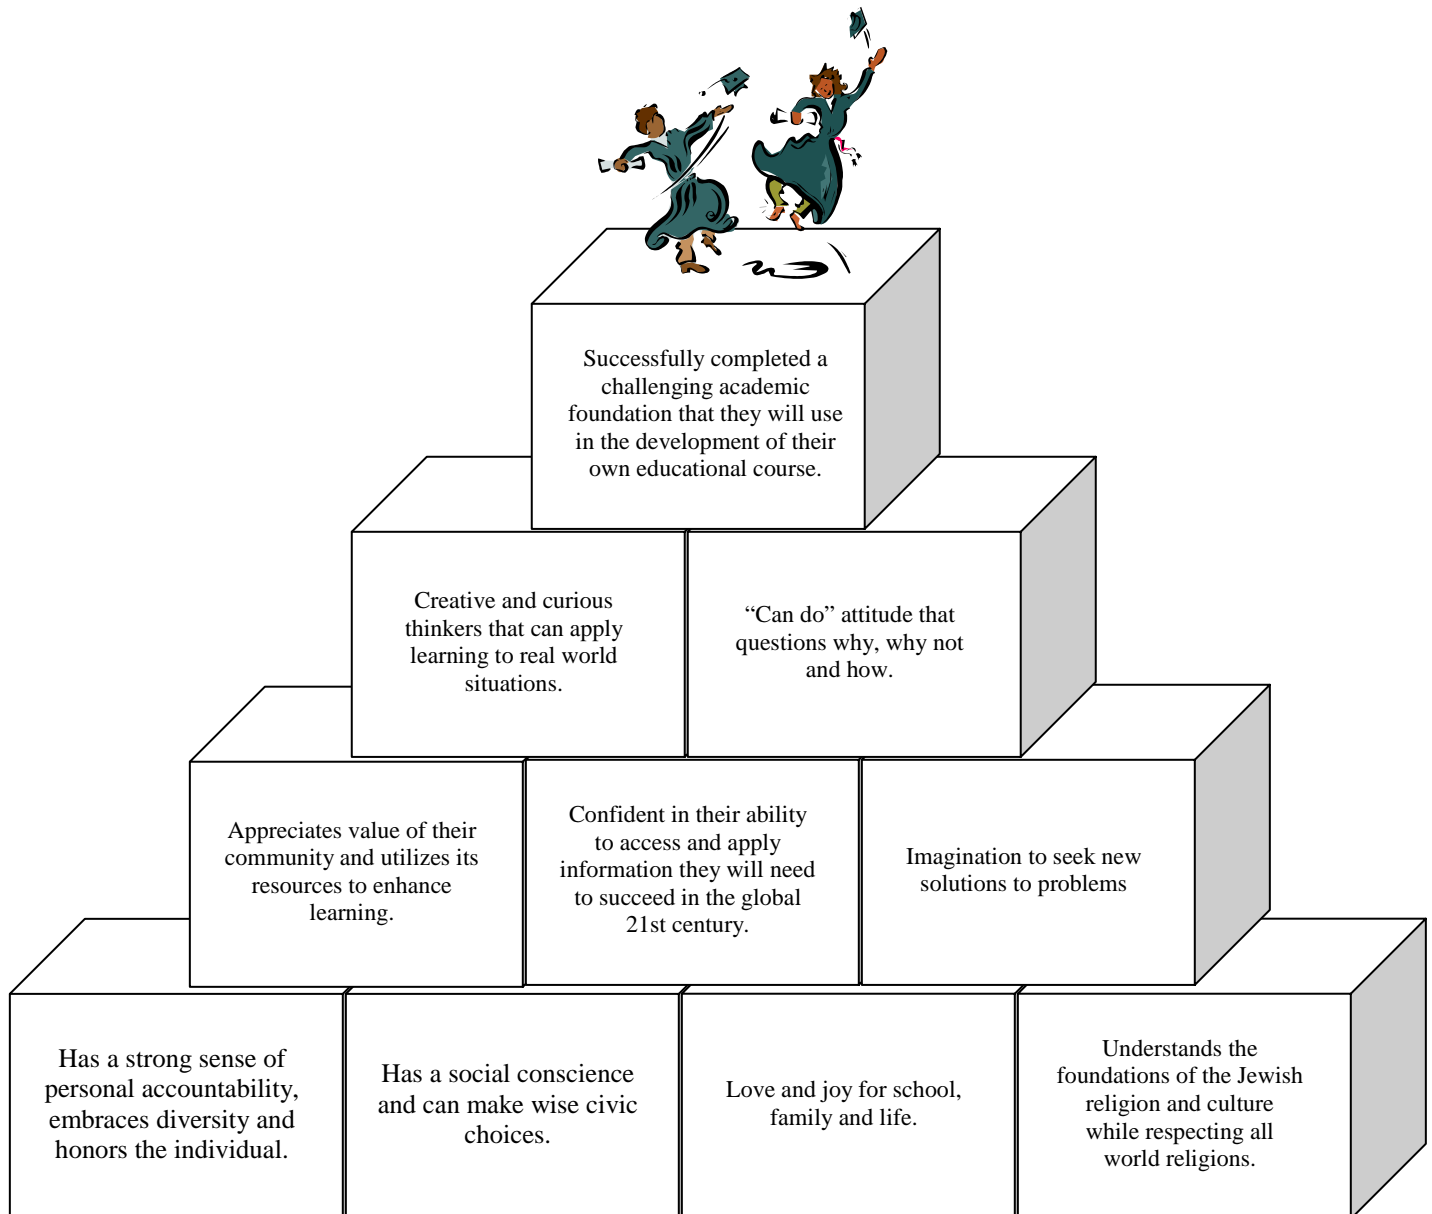 Successfully completed a
challenging academic
foundation that they will use
in the development of their
own educational course.
Creative and curious
thinkers that can apply
learning to real world
situations.
“Can do” attitude that
questions why, why not
and how.
Appreciates value of their
community and utilizes its
resources to enhance
learning.
Confident in their ability
to access and apply
information they will need
to succeed in the global
21st century.
Imagination to seek new
solutions to problems
Has a strong sense of
personal accountability,
embraces diversity and
honors the individual.
Has a social conscience
and can make wise civic
choices.
Love and joy for school,
family and life.
Understands the
foundations of the Jewish
religion and culture
while respecting all
world religions.